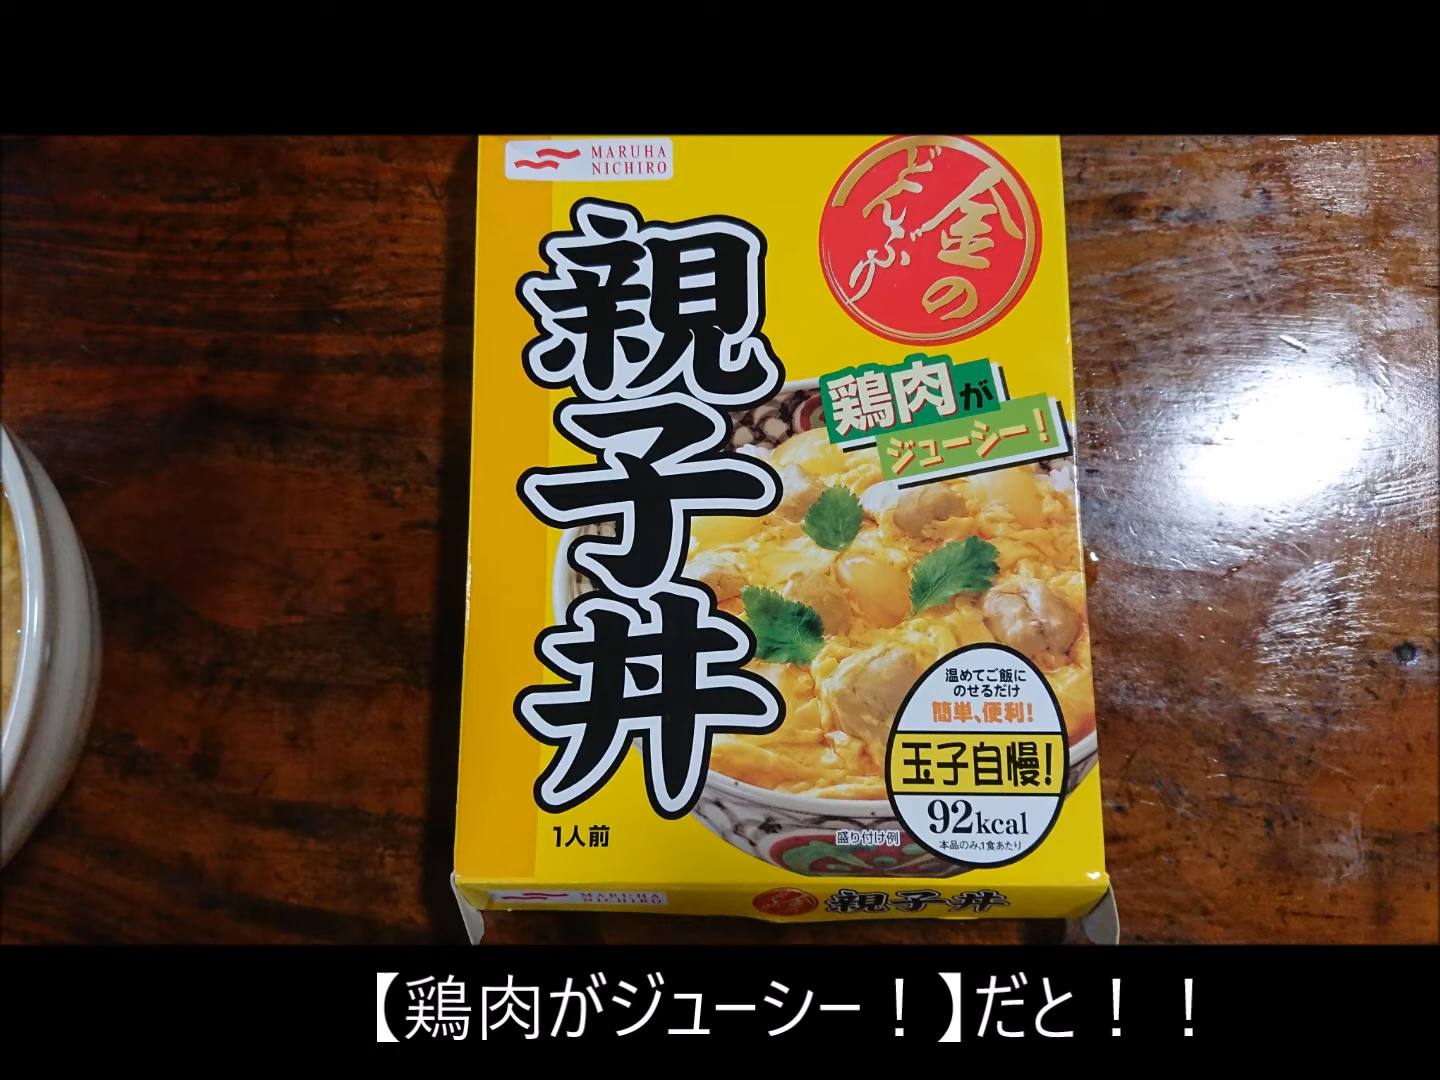 MARUHA
NICHIRO
金の
どんぶり
親子丼
鶏肉が
ジューシー!
温めてご飯に
のせるだけ
簡単、便利!
玉子自慢!
92kcal
本品のみ、1食あたり
盛り付け例
1人前
MARUHA
NICHIRO
親子丼
【鶏肉がジューシー!】だと!!